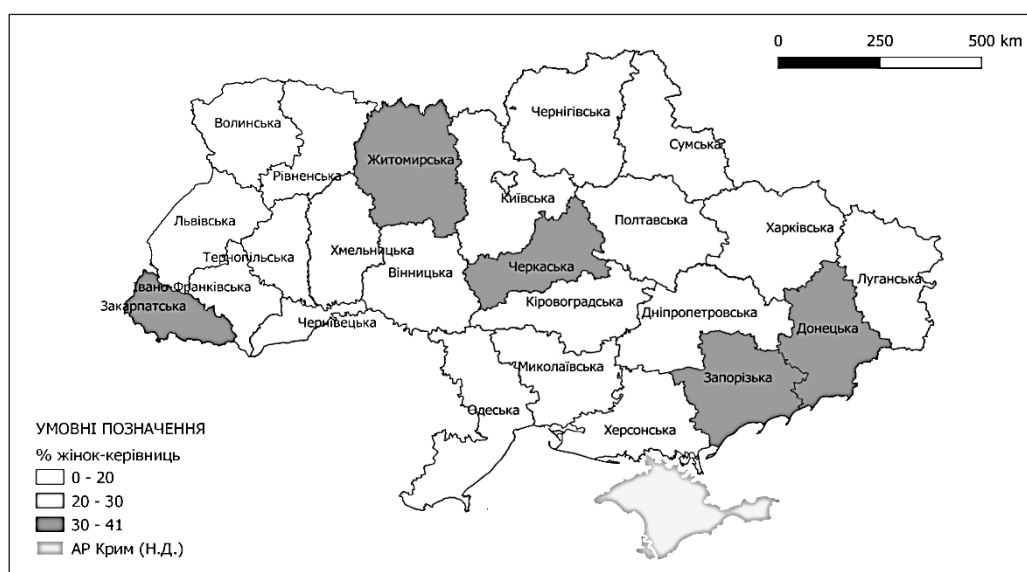 0 250 500 km
Волинська
Рівненська
Житомирська
Чернігівська
Сумська
Київська
Львівська
Тернопільська
Хмельницька
Вінницька
Черкаська
Полтавська
Харківська
Луганська
Івано-Франківська
Закарпатська
Чернівецька
Кіровоградська
Дніпропетровська
Донецька
Миколаївська
Запорізька
Одеська
Херсонська
УМОВНІ ПОЗНАЧЕННЯ
% жінок-керівниць
0 - 20
20 - 30
30 - 41
АР Крим (Н.Д.)